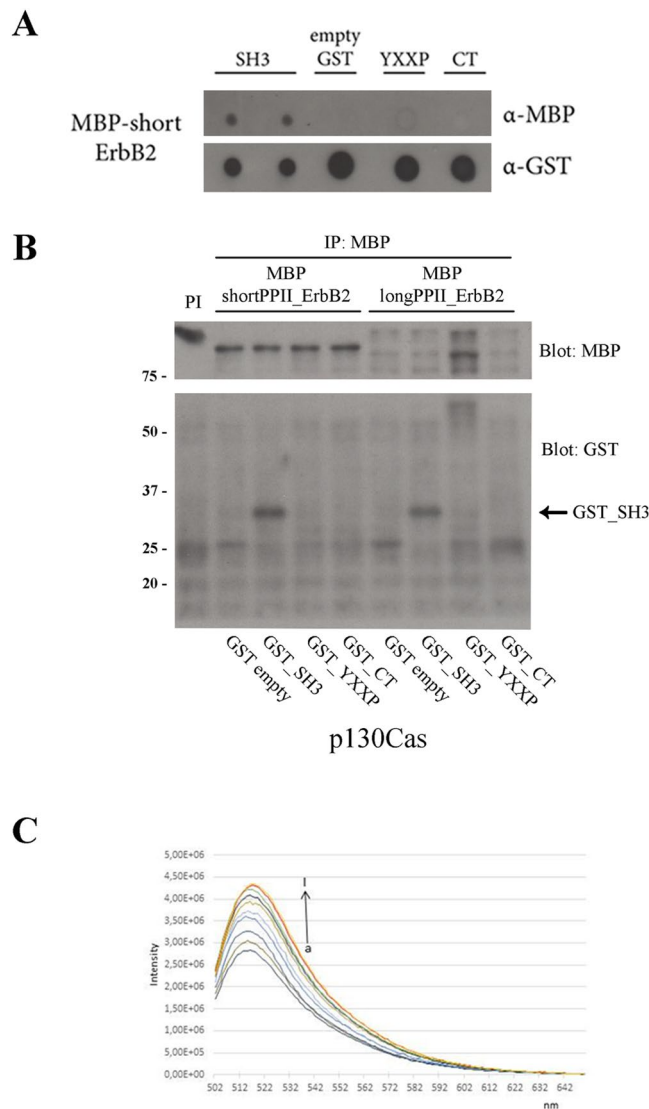 A
SH3
empty
GST
YXXP
CT
MBP-short
ErbB2
α-MBP
α-GST
B
IP: MBP
PI
MBP
shortPPII_ErbB2
MBP
longPPII_ErbB2
Blot: MBP
75 -
50 -
Blot: GST
37 -
GST_SH3
25 -
20 -
GST empty
GST_SH3
GST_YXXP
GST_CT
GST empty
GST_SH3
GST_YXXP
GST_CT
p130Cas
C
5,00E+06
4,50E+06
4,00E+06
3,50E+06
3,00E+06
2,50E+06
2,00E+06
1,50E+06
1,00E+06
5,00E+05
0,00E+00
Intensity
l
a
502 512 522 532 542 552 562 572 582 592 602 612 622 632 642
nm